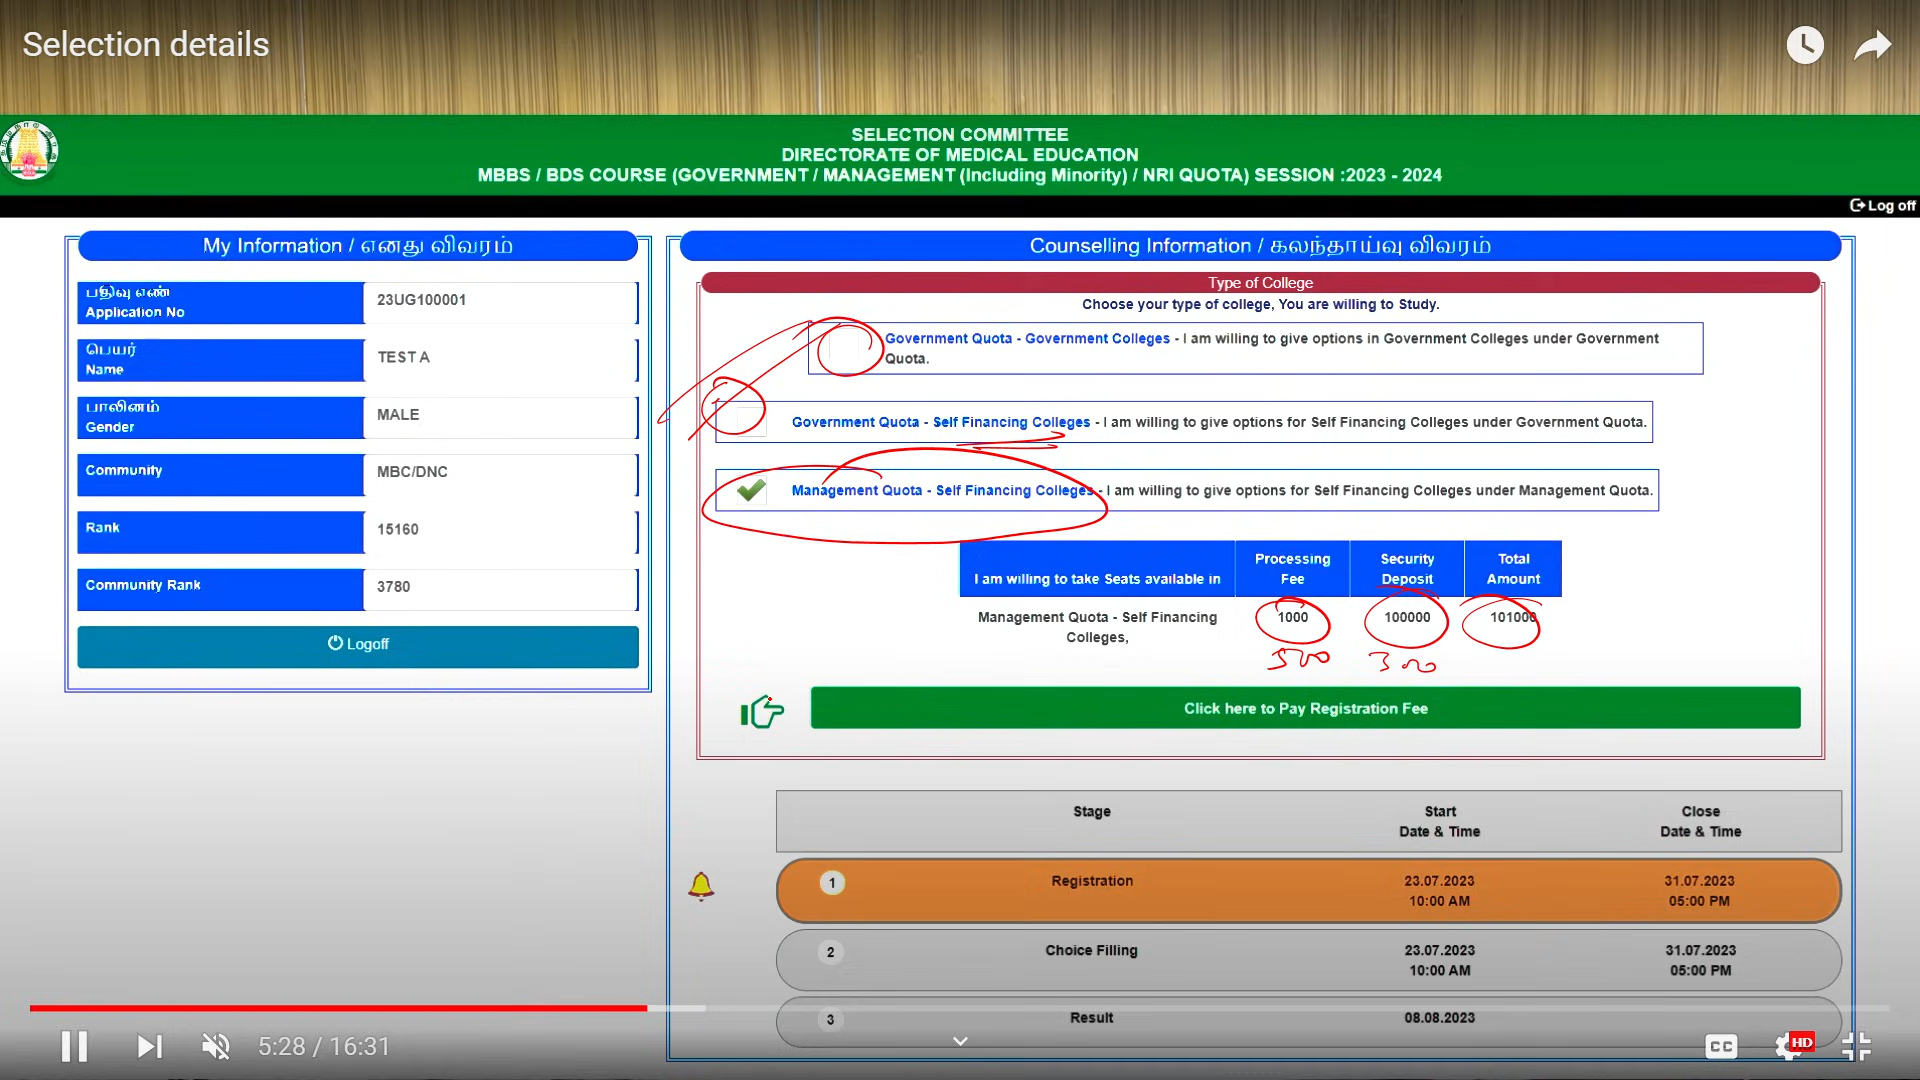 Selection details
SELECTION COMMITTEE
DIRECTORATE OF MEDICAL EDUCATION
MBBS / BDS COURSE (GOVERNMENT / MANAGEMENT (Including Minority) / NRI QUOTA) SESSION :2023 - 2024
Log off
My Information / எனது விவரம்
பதிவு எண்
Application No
23UG100001
பெயர்
Name
TEST A
பாலினம்
Gender
MALE
Community
MBC/DNC
Rank
15160
Community Rank
3780
Logoff
Counselling Information / கலந்தாய்வு விவரம்
Type of College
Choose your type of college, You are willing to Study.
Government Quota - Government Colleges - I am willing to give options in Government Colleges under Government
Quota.
Government Quota - Self Financing Colleges - I am willing to give options for Self Financing Colleges under Government Quota.
Management Quota - Self Financing Colleges - I am willing to give options for Self Financing Colleges under Management Quota.
I am willing to take Seats available in
Processing
Fee
Security
Deposit
Total
Amount
Management Quota - Self Financing
Colleges,
1000
100000
101000
500
Click here to Pay Registration Fee
Stage
Start
Date & Time
Close
Date & Time
1
Registration
23.07.2023
10:00 AM
31.07.2023
05:00 PM
2
Choice Filling
23.07.2023
10:00 AM
31.07.2023
05:00 PM
3
Result
08.08.2023
5:28 / 16:31
CC
HD